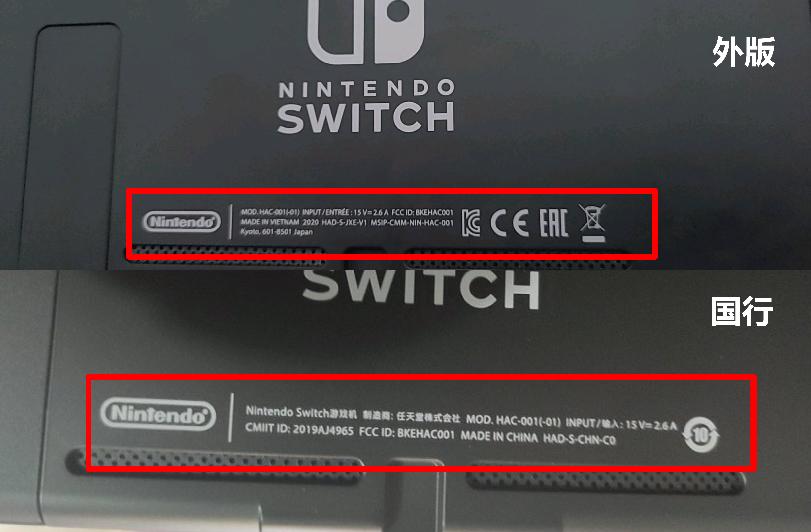 外版
NINTENDO
SWITCH
Nintendo
MOD. HAC-001(-01) INPUT/ENTRÉE : 15 V⎓2.6 A FCC ID: BKEHAC001
MADE IN VIETNAM 2020 HAD-S-JXE-V1 MSIP-CMM-NIN-HAC-001
Kyoto, 601-8501 Japan
CE EAC
SWITCH
国行
Nintendo
Nintendo Switch游戏机 制造商: 任天堂株式会社 MOD. HAC-001(-01) INPUT/输入: 15 V⎓2.6 A
CMIIT ID: 2019AJ4965 FCC ID: BKEHAC001 MADE IN CHINA HAD-S-CHN-C0
10